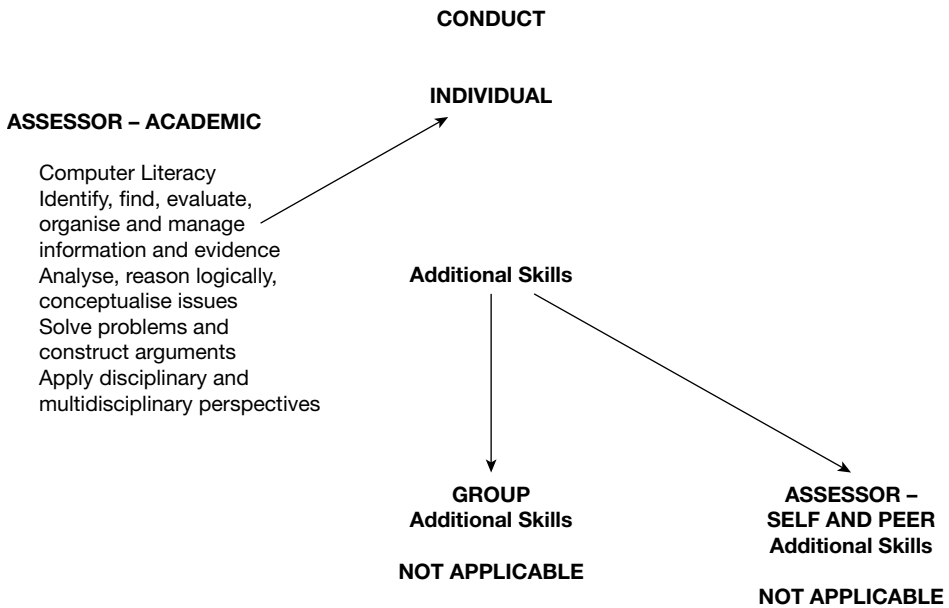 CONDUCT
INDIVIDUAL
ASSESSOR – ACADEMIC
Computer Literacy
Identify, find, evaluate,
organise and manage
information and evidence
Analyse, reason logically,
conceptualise issues
Solve problems and
construct arguments
Apply disciplinary and
multidisciplinary perspectives
Additional Skills
GROUP
Additional Skills
NOT APPLICABLE
ASSESSOR –
SELF AND PEER
Additional Skills
NOT APPLICABLE